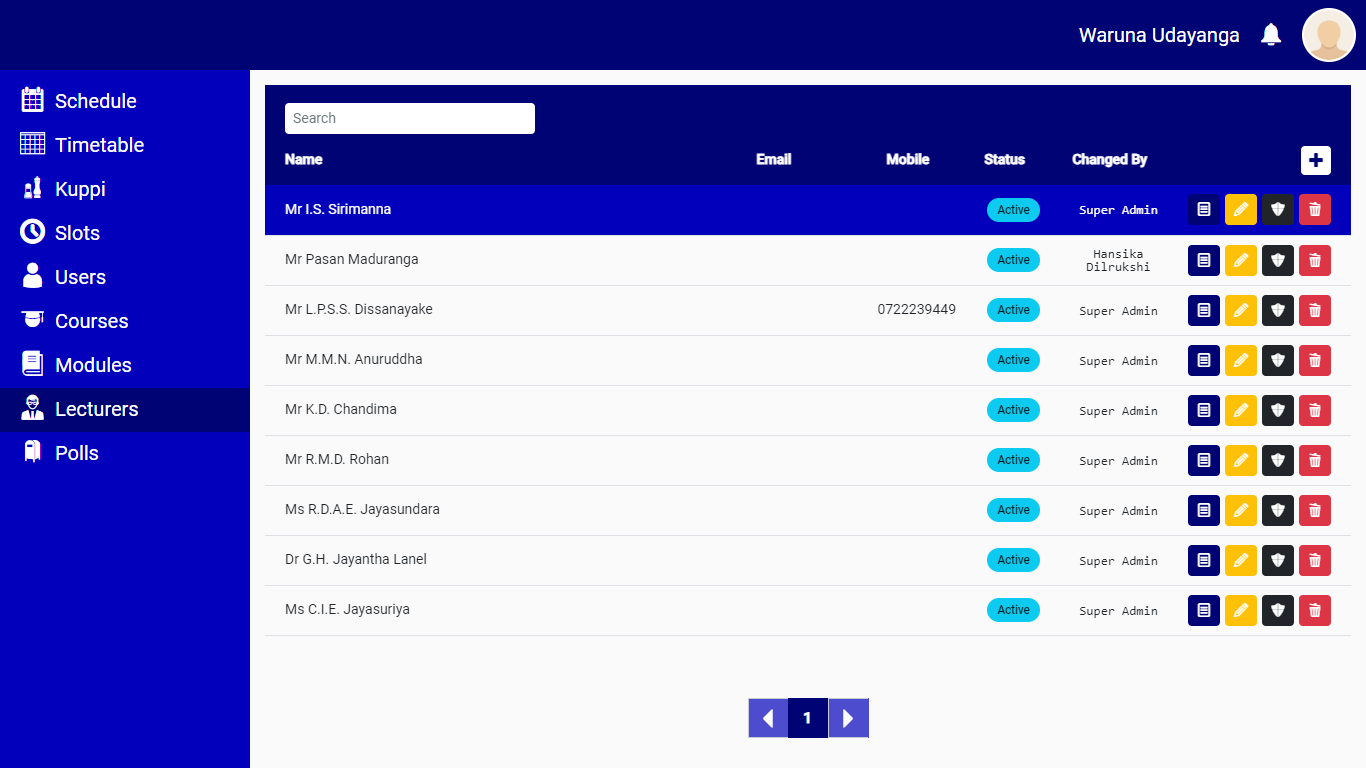 Waruna Udayanga
Schedule
Timetable
Kuppi
Slots
Users
Courses
Modules
Lecturers
Polls
Search
Name Email Mobile Status Changed By
Mr I.S. Sirimanna Active Super Admin
Mr Pasan Maduranga Active Hansika
Dilrukshi
Mr L.P.S.S. Dissanayake 0722239449 Active Super Admin
Mr M.M.N. Anuruddha Active Super Admin
Mr K.D. Chandima Active Super Admin
Mr R.M.D. Rohan Active Super Admin
Ms R.D.A.E. Jayasundara Active Super Admin
Dr G.H. Jayantha Lanel Active Super Admin
Ms C.I.E. Jayasuriya Active Super Admin
1